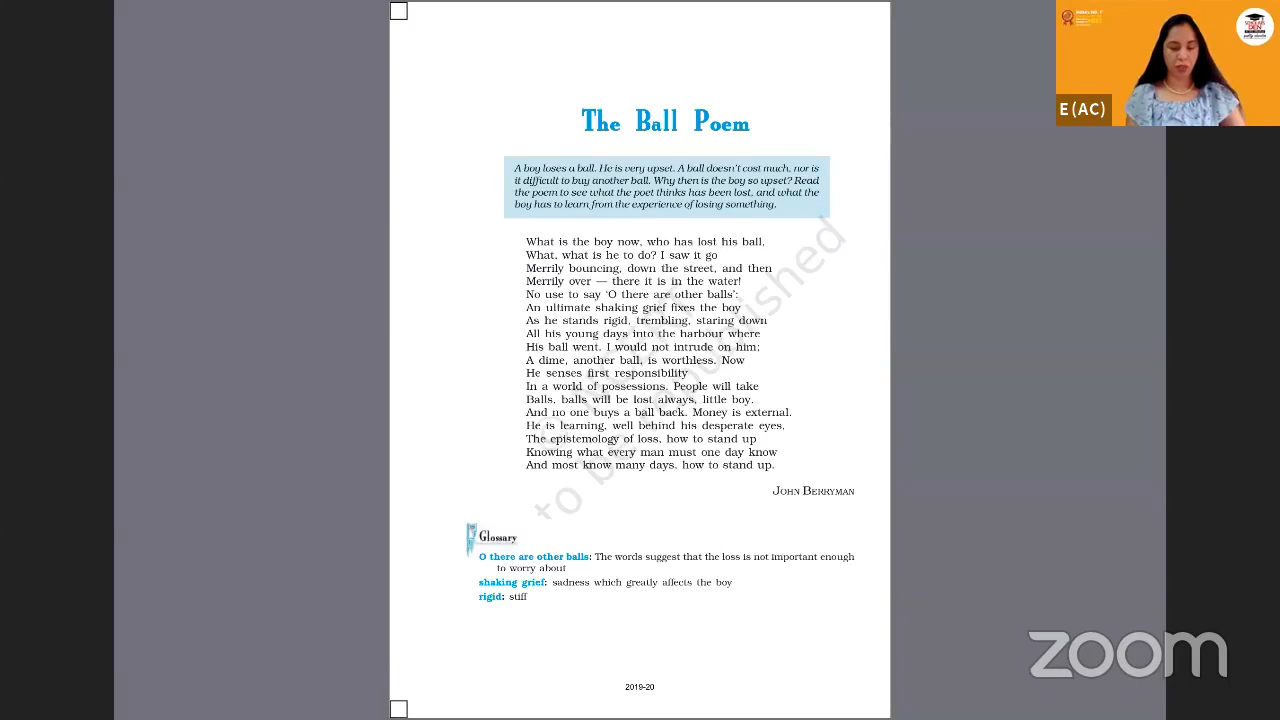 The Ball Poem
A boy loses a ball. He is very upset. A ball doesn't cost much, nor is
it difficult to buy another ball. Why then is the boy so upset? Read
the poem to see what the poet thinks has been lost, and what the
boy has to learn from the experience of losing something.
What is the boy now, who has lost his ball,
What, what is he to do? I saw it go
Merrily bouncing, down the street, and then
Merrily over — there it is in the water!
No use to say 'O there are other balls':
An ultimate shaking grief fixes the boy
As he stands rigid, trembling, staring down
All his young days into the harbour where
His ball went. I would not intrude on him;
A dime, another ball, is worthless. Now
He senses first responsibility
In a world of possessions. People will take
Balls, balls will be lost always, little boy.
And no one buys a ball back. Money is external.
He is learning, well behind his desperate eyes,
The epistemology of loss, how to stand up
Knowing what every man must one day know
And most know many days, how to stand up.
JOHN BERRYMAN
Glossary
O there are other balls: The words suggest that the loss is not important enough
to worry about
shaking grief: sadness which greatly affects the boy
rigid: stiff
2019-20
to be
E (AC)
SCHOLARS
DEN
zoom